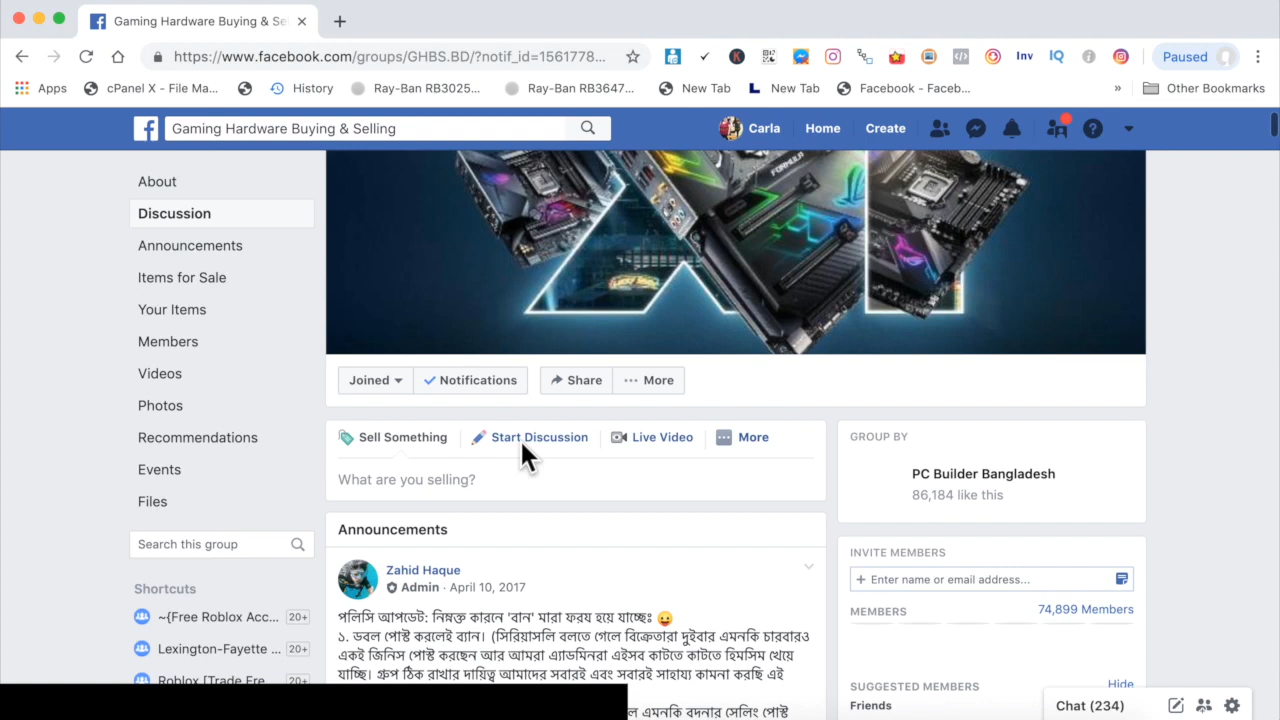 Gaming Hardware Buying & Se
https://www.facebook.com/groups/GHBS.BD/?notif_id=1561778...
Inv
IQ
Paused
Apps
cPanel X - File Ma...
History
Ray-Ban RB3025...
Ray-Ban RB3647...
New Tab
L New Tab
Facebook - Faceb...
»
Other Bookmarks
Gaming Hardware Buying & Selling
Carla
Home
Create
About
Discussion
Announcements
Items for Sale
Your Items
Members
Videos
Photos
Recommendations
Events
Files
Search this group
Shortcuts
~{Free Roblox Acc... 20+
Lexington-Fayette ... 20+
Roblox [Trade Fre... 20+
FORMULA
Joined
Notifications
Share
More
Sell Something
Start Discussion
Live Video
More
What are you selling?
Announcements
Zahid Haque
Admin · April 10, 2017
পলিসি আপডেট: নিম্নক্ত কারনে 'বান' মারা ফরয হয়ে যাচ্ছেঃ 😛
১. ডবল পোস্ট করলেই ব্যান। (সিরিয়াসলি বলতে গেলে বিক্রেতারা দুইবার এমনকি চারবারও
একই জিনিস পোস্ট করছেন আর আমরা এ্যাডমিনরা এইসব কাটতে কাটতে হিমসিম খেয়ে
যাচ্ছি। গ্রুপ ঠিক রাখার দায়িত্ব আমাদের সবারই এবং সবারই সাহায্য কামনা করছি এই
ল এমনকি বদনার সেলিং পোস্ট
GROUP BY
PC Builder Bangladesh
86,184 like this
INVITE MEMBERS
+ Enter name or email address...
MEMBERS
74,899 Members
SUGGESTED MEMBERS
Hide
Friends
Chat (234)